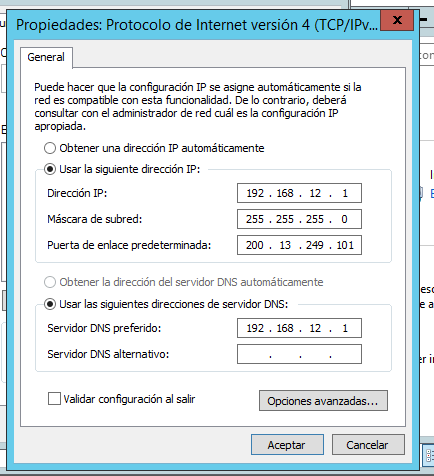 Propiedades: Protocolo de Internet versión 4 (TCP/IPv...
x
General
Puede hacer que la configuración IP se asigne automáticamente si la
red es compatible con esta funcionalidad. De lo contrario, deberá
consultar con el administrador de red cuál es la configuración IP
apropiada.
Obtener una dirección IP automáticamente
Usar la siguiente dirección IP:
Dirección IP: 192 . 168 . 12 . 1
Máscara de subred: 255 . 255 . 255 . 0
Puerta de enlace predeterminada: 200 . 13 . 249 . 101
Obtener la dirección del servidor DNS automáticamente
Usar las siguientes direcciones de servidor DNS:
Servidor DNS preferido: 192 . 168 . 12 . 1
Servidor DNS alternativo: . . .
Validar configuración al salir
Opciones avanzadas...
Aceptar Cancelar